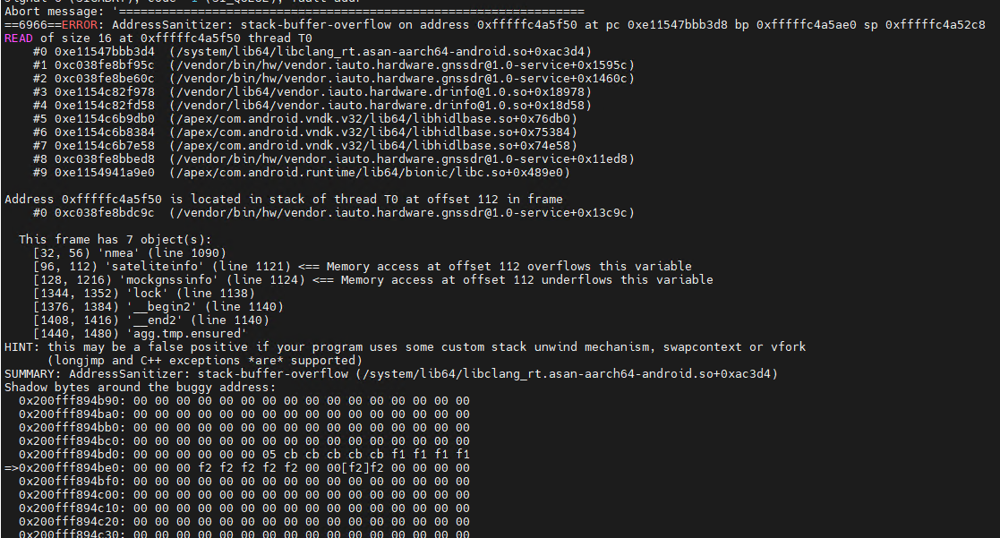 Abort message: '=================================================================
==6966==ERROR: AddressSanitizer: stack-buffer-overflow on address 0xfffffc4a5f50 at pc 0xe11547bbb3d8 bp 0xfffffc4a5ae0 sp 0xfffffc4a52c8
READ of size 16 at 0xfffffc4a5f50 thread T0
    #0 0xe11547bbb3d4  (/system/lib64/libclang_rt.asan-aarch64-android.so+0xac3d4)
    #1 0xc038fe8bf95c  (/vendor/bin/hw/vendor.iauto.hardware.gnssdr@1.0-service+0x1595c)
    #2 0xc038fe8be60c  (/vendor/bin/hw/vendor.iauto.hardware.gnssdr@1.0-service+0x1460c)
    #3 0xe1154c82f978  (/vendor/lib64/vendor.iauto.hardware.drinfo@1.0.so+0x18978)
    #4 0xe1154c82fd58  (/vendor/lib64/vendor.iauto.hardware.drinfo@1.0.so+0x18d58)
    #5 0xe1154c6b9db0  (/apex/com.android.vndk.v32/lib64/libhidlbase.so+0x76db0)
    #6 0xe1154c6b8384  (/apex/com.android.vndk.v32/lib64/libhidlbase.so+0x75384)
    #7 0xe1154c6b7e58  (/apex/com.android.vndk.v32/lib64/libhidlbase.so+0x74e58)
    #8 0xc038fe8bbed8  (/vendor/bin/hw/vendor.iauto.hardware.gnssdr@1.0-service+0x11ed8)
    #9 0xe1154941a9e0  (/apex/com.android.runtime/lib64/bionic/libc.so+0x489e0)
Address 0xfffffc4a5f50 is located in stack of thread T0 at offset 112 in frame
    #0 0xc038fe8bdc9c  (/vendor/bin/hw/vendor.iauto.hardware.gnssdr@1.0-service+0x13c9c)
  This frame has 7 object(s):
    [32, 56) 'nmea' (line 1090)
    [96, 112) 'sateliteinfo' (line 1121) <== Memory access at offset 112 overflows this variable
    [128, 1216) 'mockgnssinfo' (line 1124) <== Memory access at offset 112 underflows this variable
    [1344, 1352) 'lock' (line 1138)
    [1376, 1384) '__begin2' (line 1140)
    [1408, 1416) '__end2' (line 1140)
    [1440, 1480) 'agg.tmp.ensured'
HINT: this may be a false positive if your program uses some custom stack unwind mechanism, swapcontext or vfork
      (longjmp and C++ exceptions *are* supported)
SUMMARY: AddressSanitizer: stack-buffer-overflow (/system/lib64/libclang_rt.asan-aarch64-android.so+0xac3d4)
Shadow bytes around the buggy address:
  0x200fff894b90: 00 00 00 00 00 00 00 00 00 00 00 00 00 00 00 00
  0x200fff894ba0: 00 00 00 00 00 00 00 00 00 00 00 00 00 00 00 00
  0x200fff894bb0: 00 00 00 00 00 00 00 00 00 00 00 00 00 00 00 00
  0x200fff894bc0: 00 00 00 00 00 00 00 00 00 00 00 00 00 00 00 00
  0x200fff894bd0: 00 00 00 00 00 00 05 cb cb cb cb cb f1 f1 f1 f1
=>0x200fff894be0: 00 00 00 f2 f2 f2 f2 f2 00 00[f2]f2 00 00 00 00
  0x200fff894bf0: 00 00 00 00 00 00 00 00 00 00 00 00 00 00 00 00
  0x200fff894c00: 00 00 00 00 00 00 00 00 00 00 00 00 00 00 00 00
  0x200fff894c10: 00 00 00 00 00 00 00 00 00 00 00 00 00 00 00 00
  0x200fff894c20: 00 00 00 00 00 00 00 00 00 00 00 00 00 00 00 00
  0x200fff894c30: 00 00 00 00 00 00 00 00 00 00 00 00 00 00 00 00